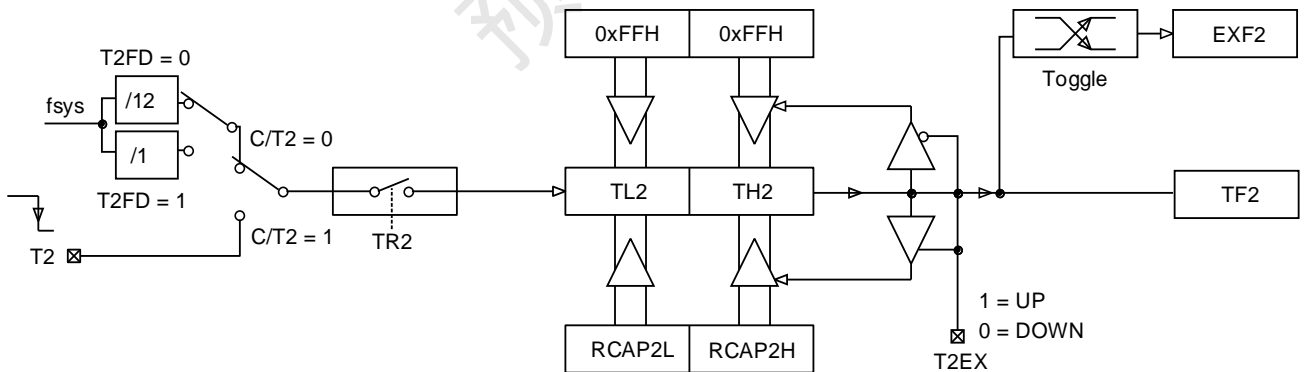 预
0xFFH 0xFFH
EXF2
T2FD = 0
Toggle
/12
fsys
C/T2 = 0
/1
TL2 TH2
TF2
T2FD = 1
C/T2 = 1
TR2
T2
1 = UP
0 = DOWN
RCAP2L RCAP2H
T2EX